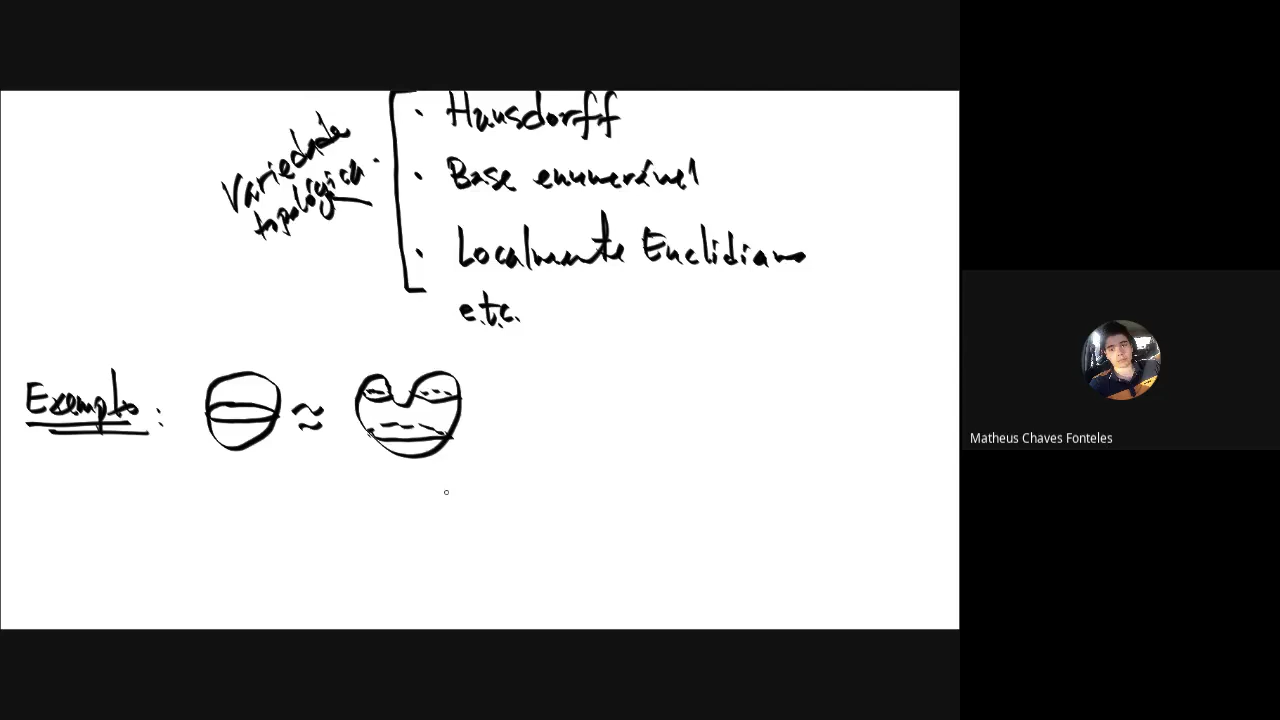 · Hausdorff
Variedade topológica.
· Base enumerável
· Localmente Euclidiano
etc.
Exemplo: ≈
Matheus Chaves Fonteles